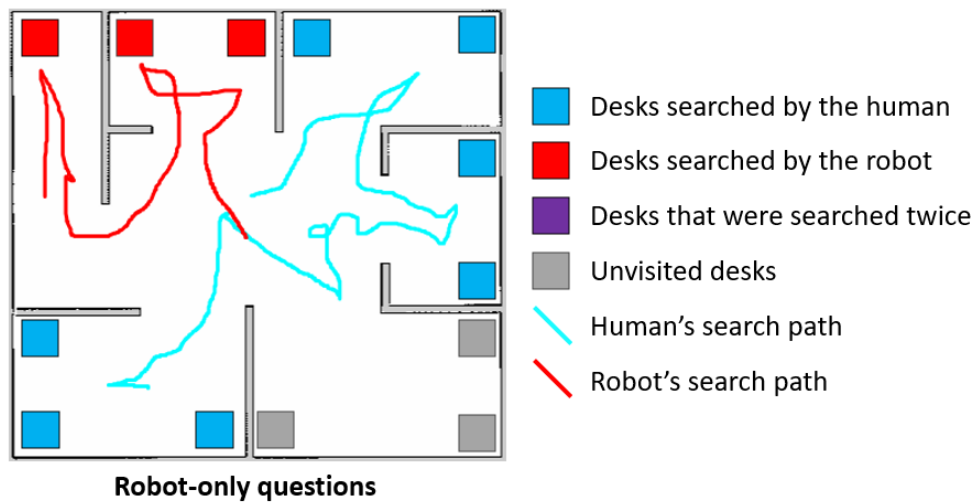 Desks searched by the human
Desks searched by the robot
Desks that were searched twice
Unvisited desks
Human’s search path
Robot’s search path
Robot-only questions